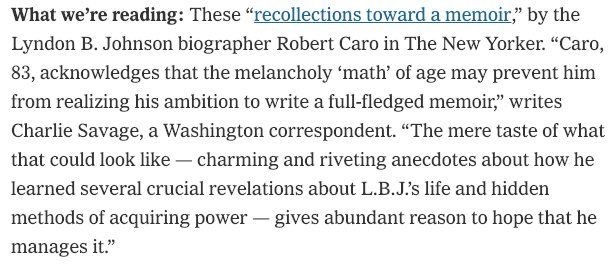 What we’re reading: These “recollections toward a memoir,” by the
Lyndon B. Johnson biographer Robert Caro in The New Yorker. “Caro,
83, acknowledges that the melancholy ‘math’ of age may prevent him
from realizing his ambition to write a full-fledged memoir,” writes
Charlie Savage, a Washington correspondent. “The mere taste of what
that could look like — charming and riveting anecdotes about how he
learned several crucial revelations about L.B.J.’s life and hidden
methods of acquiring power — gives abundant reason to hope that he
manages it.”